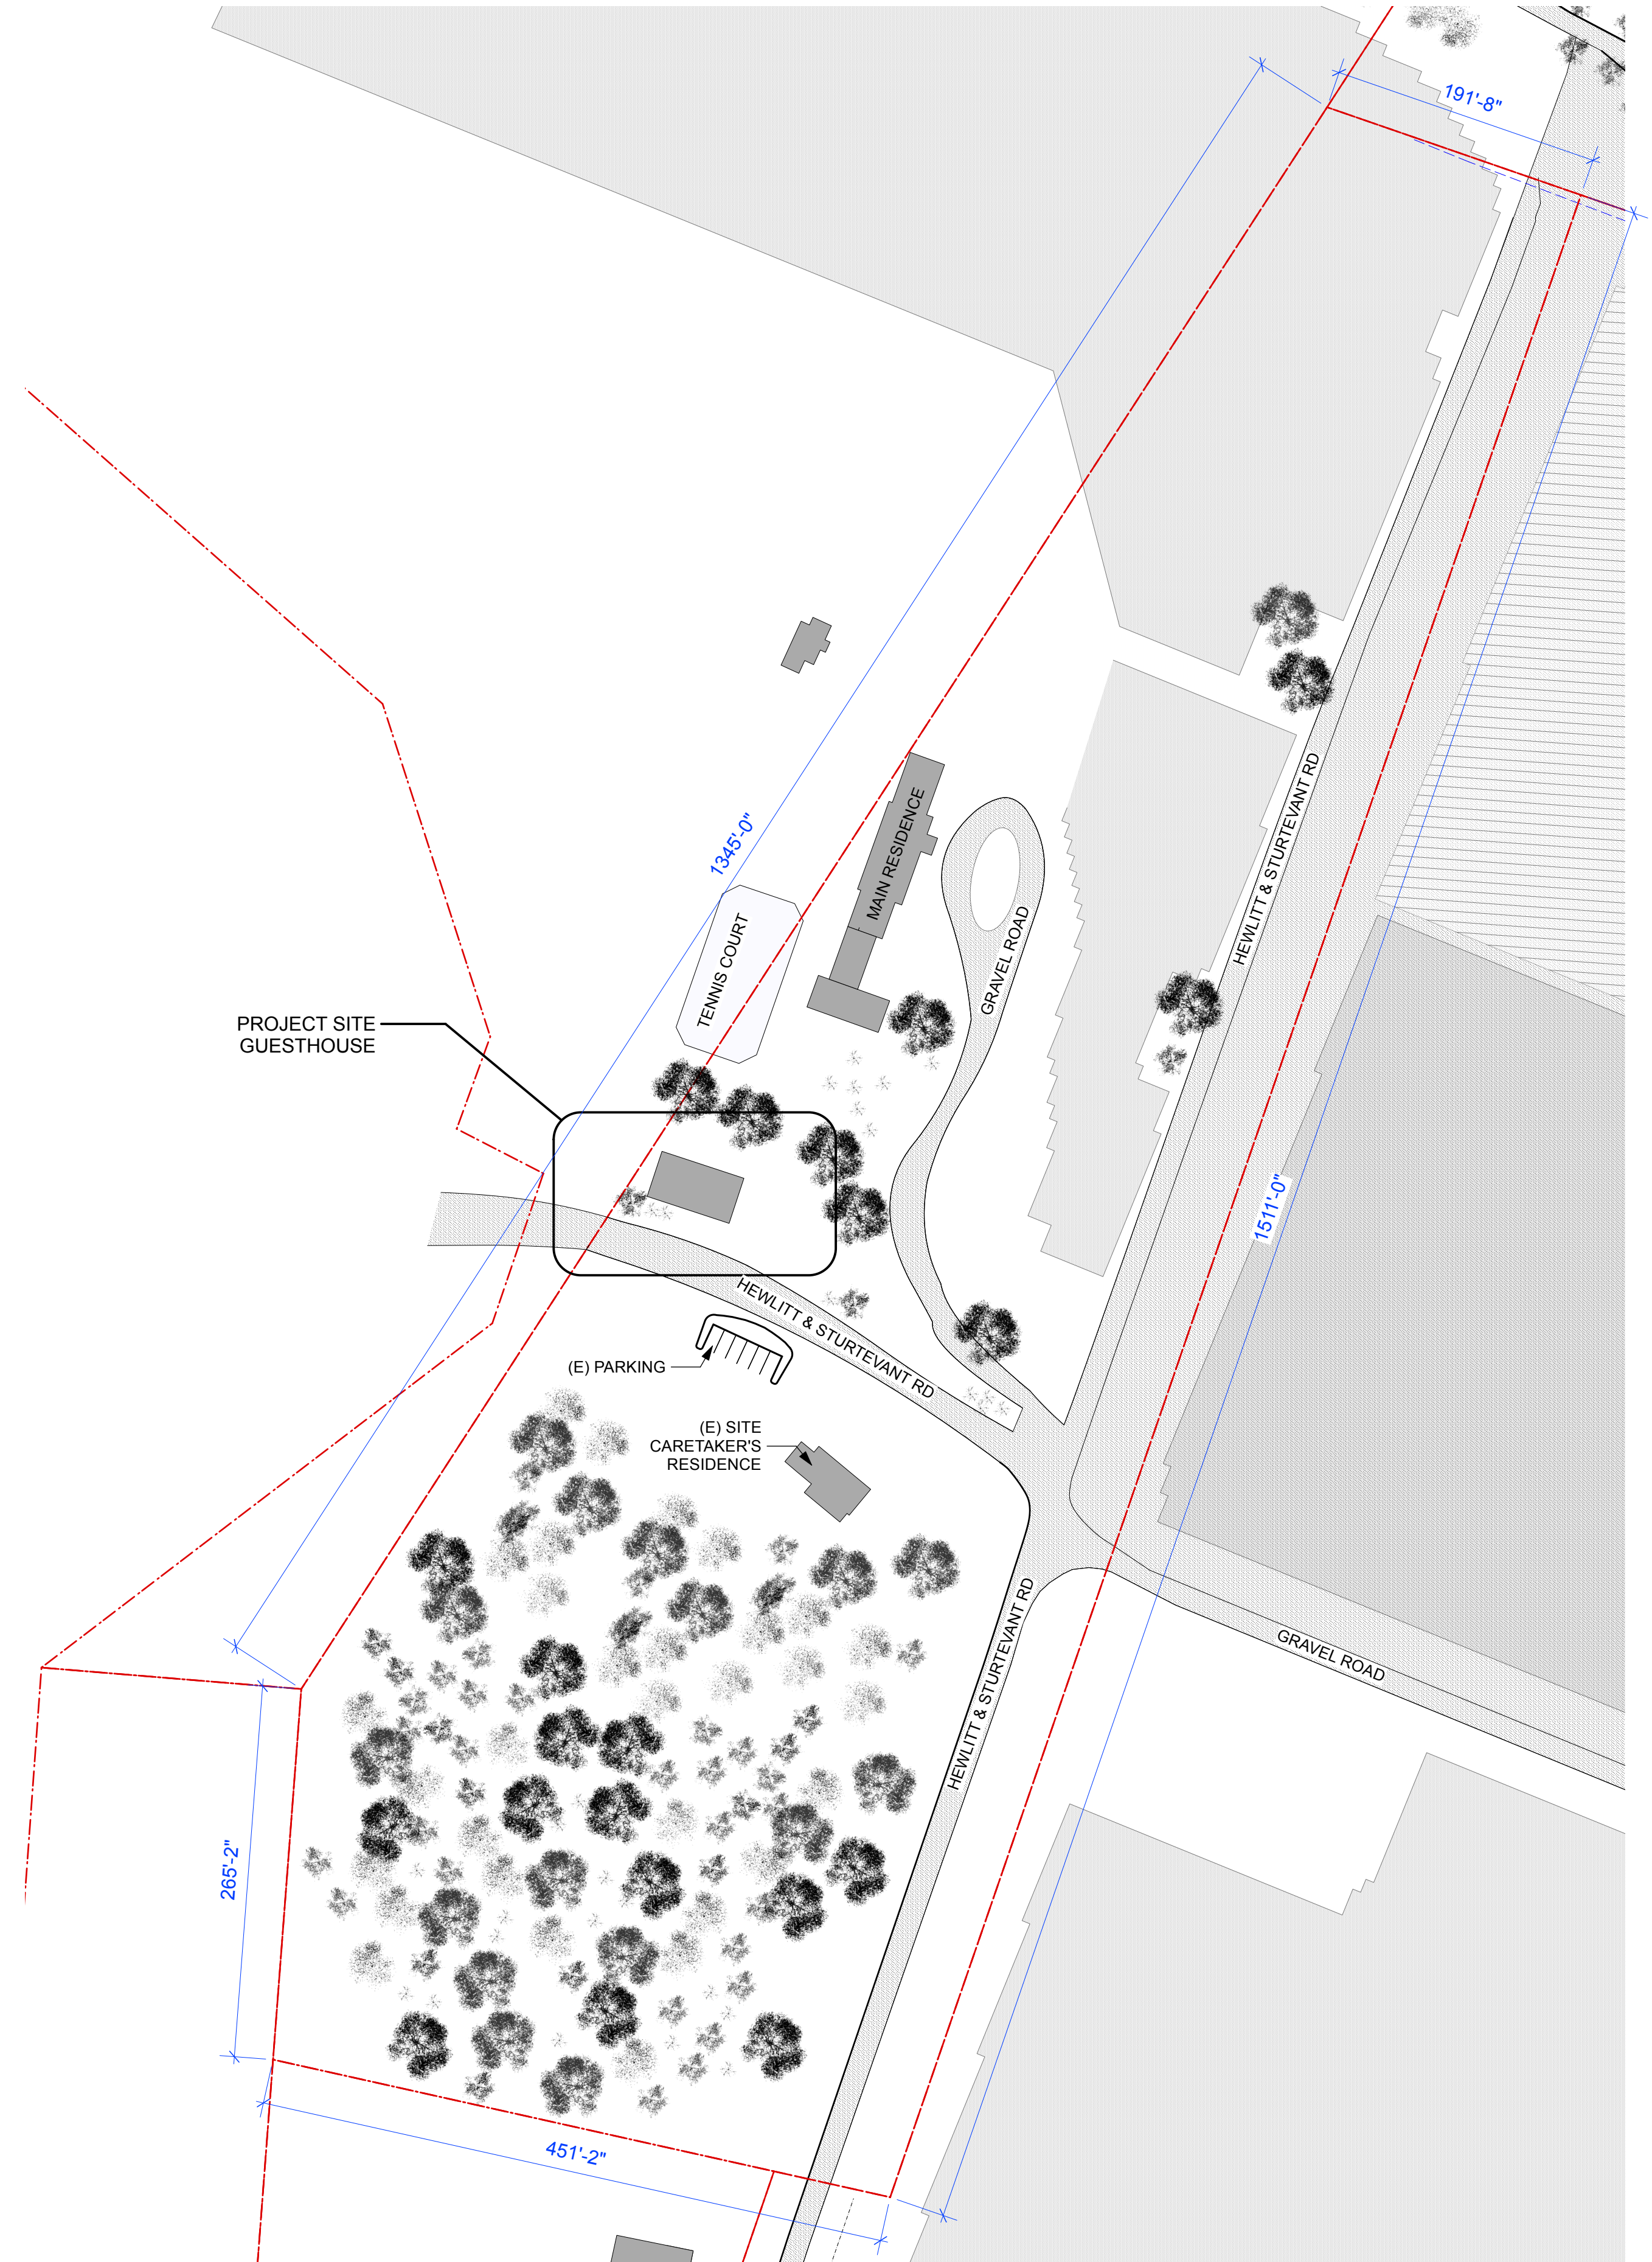 191'-8"
HEWLITT & STURTEVANT RD
1345'-0"
MAIN RESIDENCE
TENNIS COURT
GRAVEL ROAD
PROJECT SITE
GUESTHOUSE
1511'-0"
HEWLITT & STURTEVANT RD
(E) PARKING
(E) SITE
CARETAKER'S
RESIDENCE
HEWLITT & STURTEVANT RD
GRAVEL ROAD
265'-2"
451'-2"